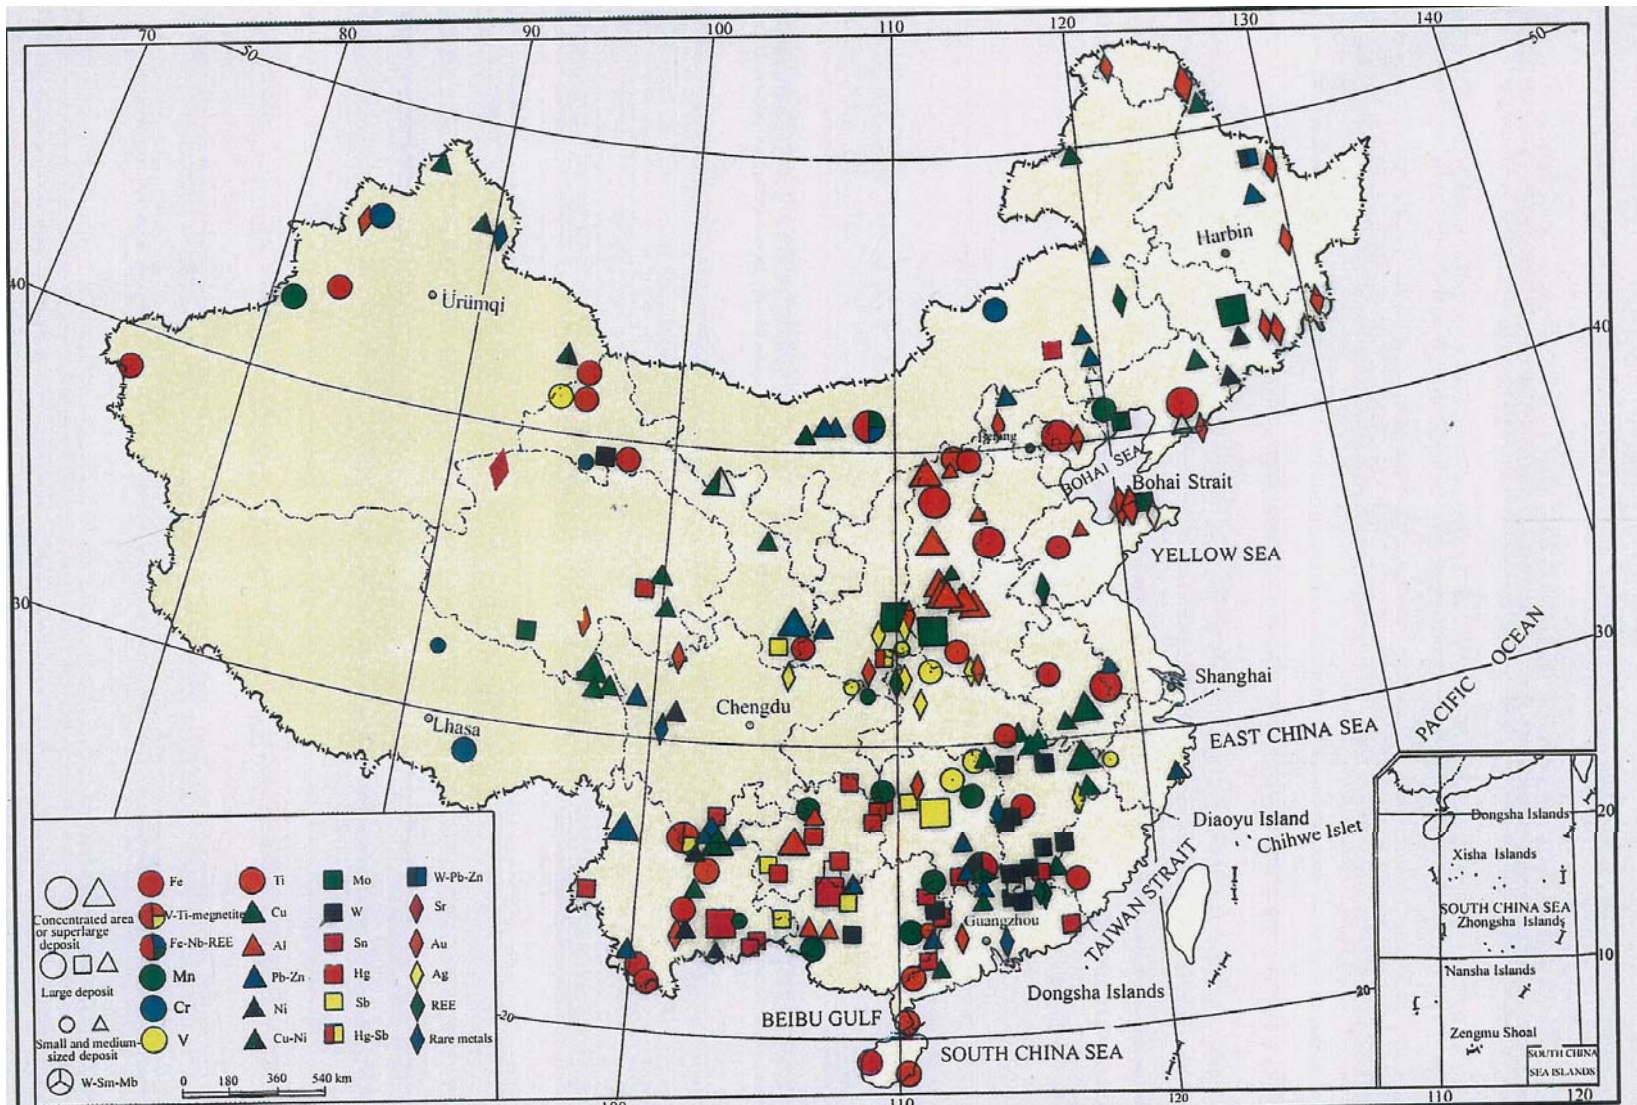 70
80
90
100
110
120
130
140
50
50
Harbin
Ürümqi
40
40
Beijing
BOHAI SEA
Bohai Strait
YELLOW SEA
30
30
PACIFIC OCEAN
Shanghai
Chengdu
Lhasa
EAST CHINA SEA
Diaoyu Island
Chihwe Islet
TAIWAN STRAIT
Guangzhou
Dongsha Islands
BEIBU GULF
SOUTH CHINA SEA
20
20
100
110
120
Concentrated area
or superlarge
deposit
Large deposit
Small and medium-
sized deposit
W-Sm-Mb
Fe
V-Ti-megnetite
Fe-Nb-REE
Mn
Cr
V
Ti
Cu
Al
Pb-Zn
Ni
Cu-Ni
Mo
W
Sn
Hg
Sb
Hg-Sb
W-Pb-Zn
Sr
Au
Ag
REE
Rare metals
0 180 360 540 km
Dongsha Islands
20
Xisha Islands
SOUTH CHINA SEA
Zhongsha Islands
10
Nansha Islands
Zengmu Shoal
SOUTH CHINA
SEA ISLANDS
110
120